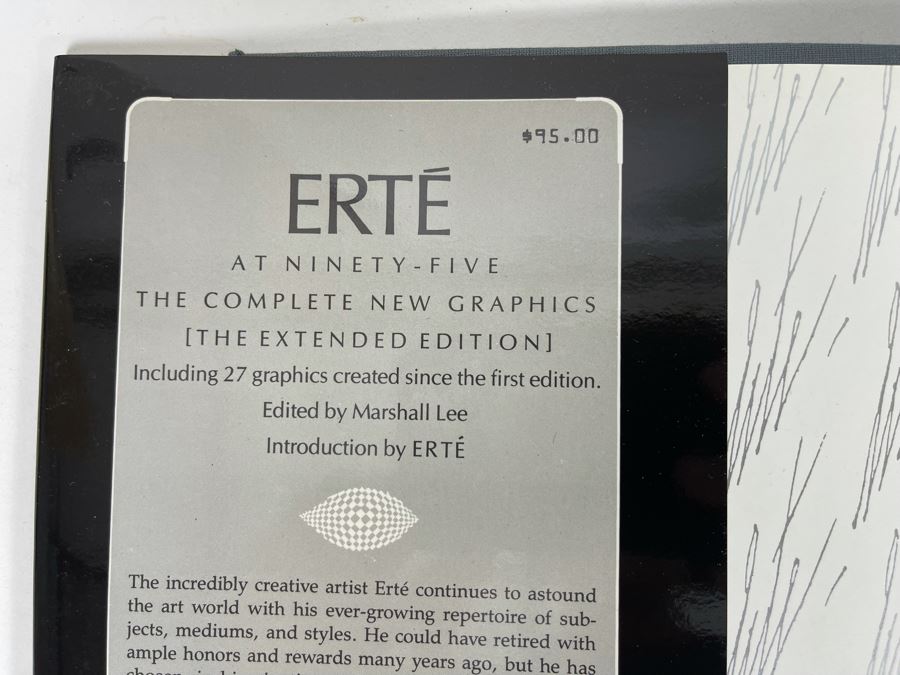 $95.00
ERTÉ
AT NINETY-FIVE
THE COMPLETE NEW GRAPHICS
[THE EXTENDED EDITION]
Including 27 graphics created since the first edition.
Edited by Marshall Lee
Introduction by ERTÉ
The incredibly creative artist Erté continues to astound
the art world with his ever-growing repertoire of sub-
jects, mediums, and styles. He could have retired with
ample honors and rewards many years ago, but he has